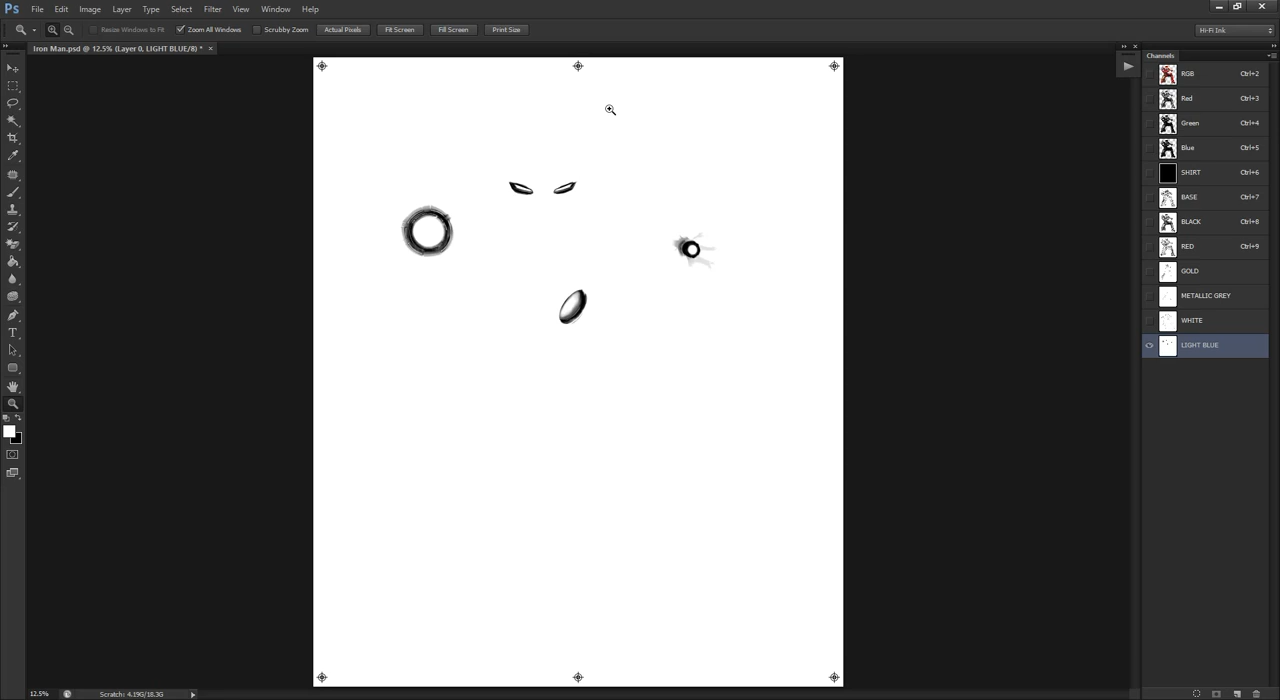 Ps File Edit Image Layer Type Select Filter View Window Help
Resize Windows to Fit Zoom All Windows Scrubby Zoom Actual Pixels Fit Screen Fill Screen Print Size Hi-Fi Ink
Iron Man.psd @ 12.5% (Layer 0, LIGHT BLUE/8) * ×
Channels
RGB Ctrl+2
Red Ctrl+3
Green Ctrl+4
Blue Ctrl+5
SHIRT Ctrl+6
BASE Ctrl+7
BLACK Ctrl+8
RED Ctrl+9
GOLD
METALLIC GREY
WHITE
LIGHT BLUE
T
12.5% Scratch: 4.19G/18.3G